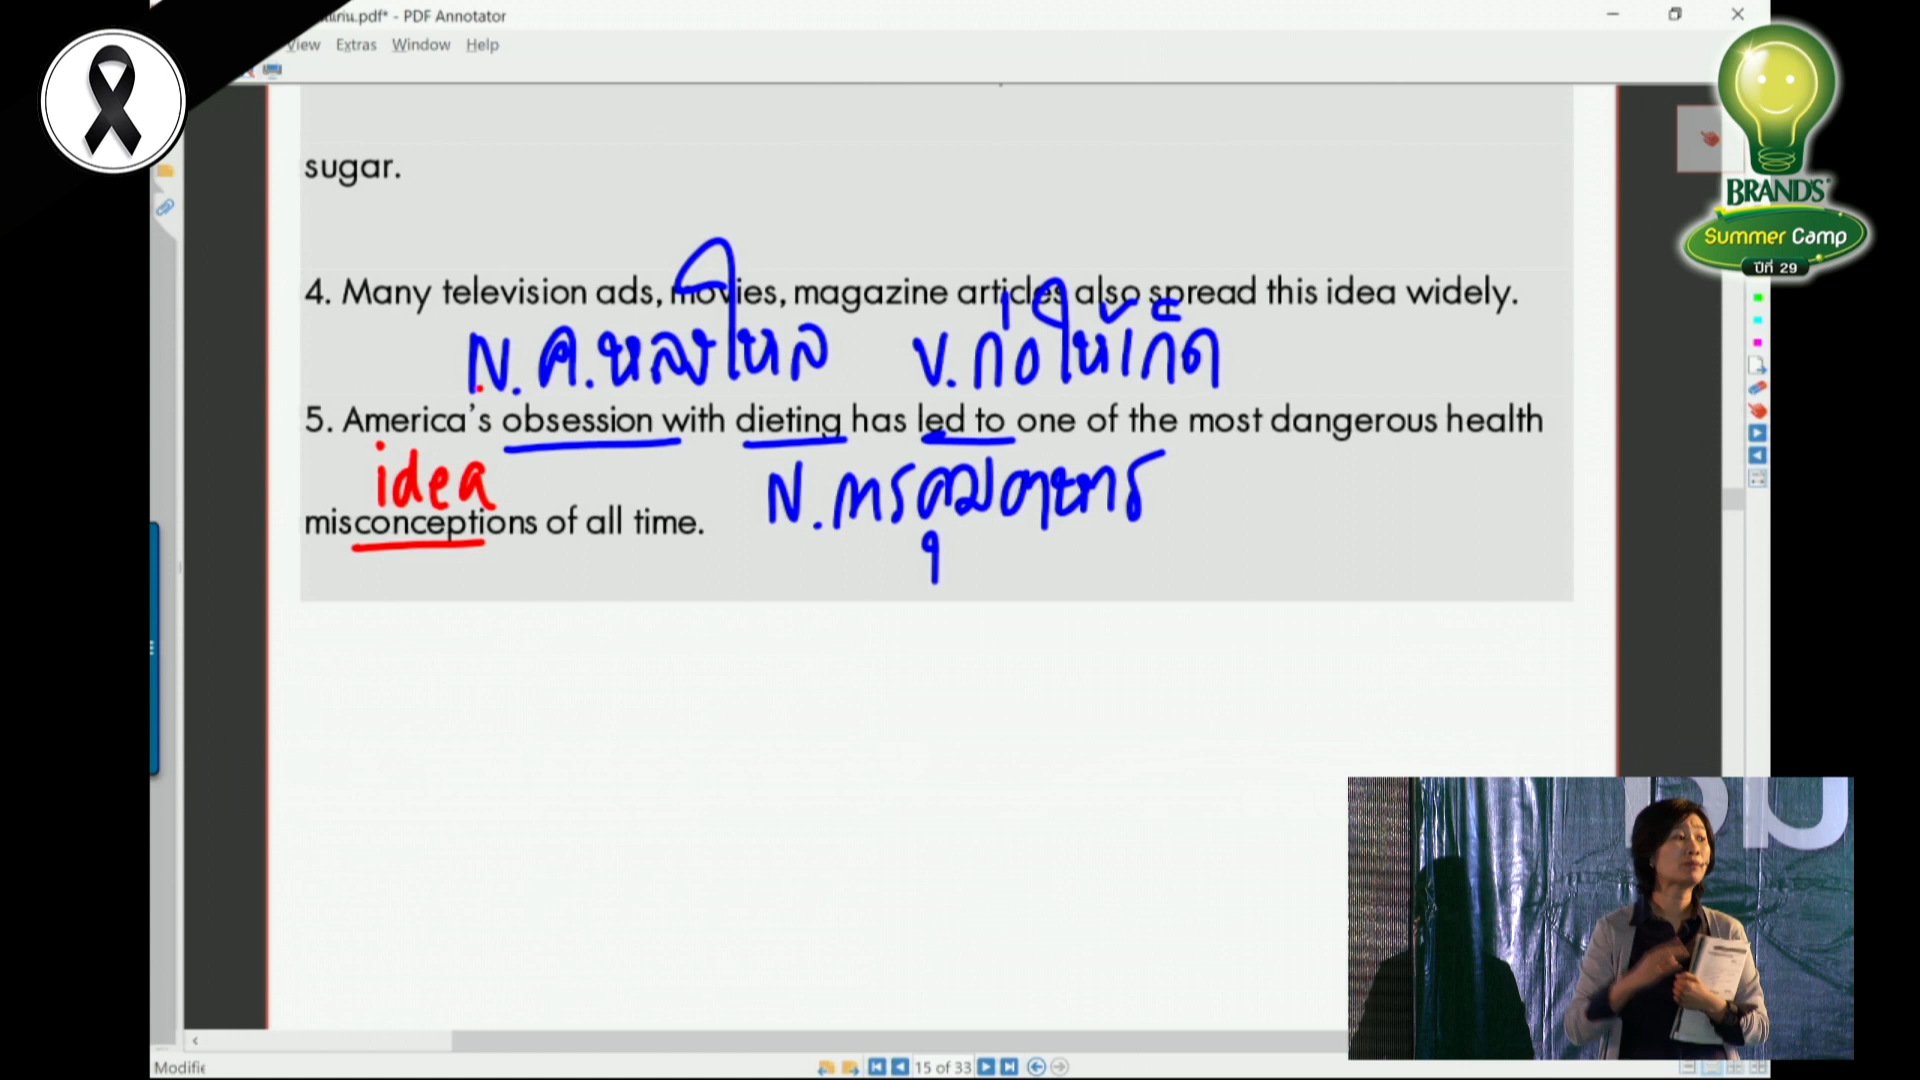 .pdf* - PDF Annotator
View Extras Window Help
BRAND'S
Summer Camp
ปีที่ 29
sugar.
4. Many television ads, movies, magazine articles also spread this idea widely.
N. ค.หลงใหล v. ก่อให้เกิด
5. America's obsession with dieting has led to one of the most dangerous health
idea
misconceptions of all time.
N. การคุมอาหาร
Modifie
15 of 33